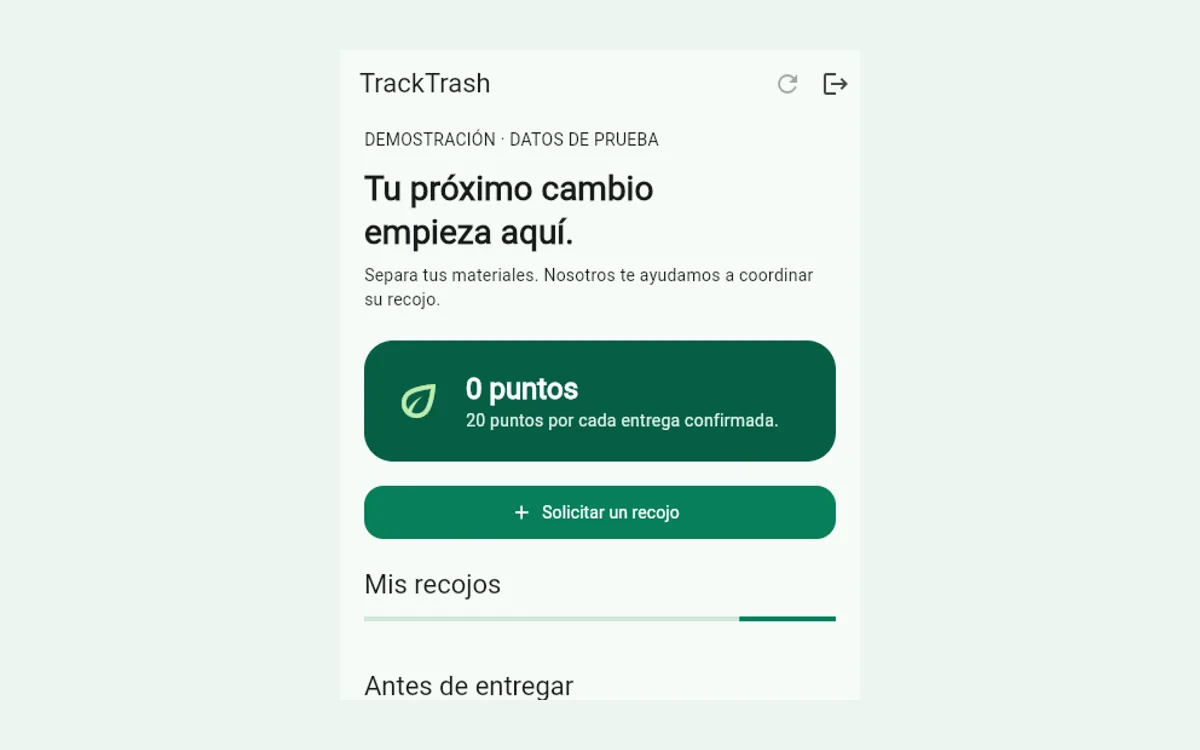 TrackTrash
DEMOSTRACIÓN · DATOS DE PRUEBA
Tu próximo cambio
empieza aquí.
Separa tus materiales. Nosotros te ayudamos a coordinar
su recojo.
0 puntos
20 puntos por cada entrega confirmada.
+ Solicitar un recojo
Mis recojos
Antes de entregar